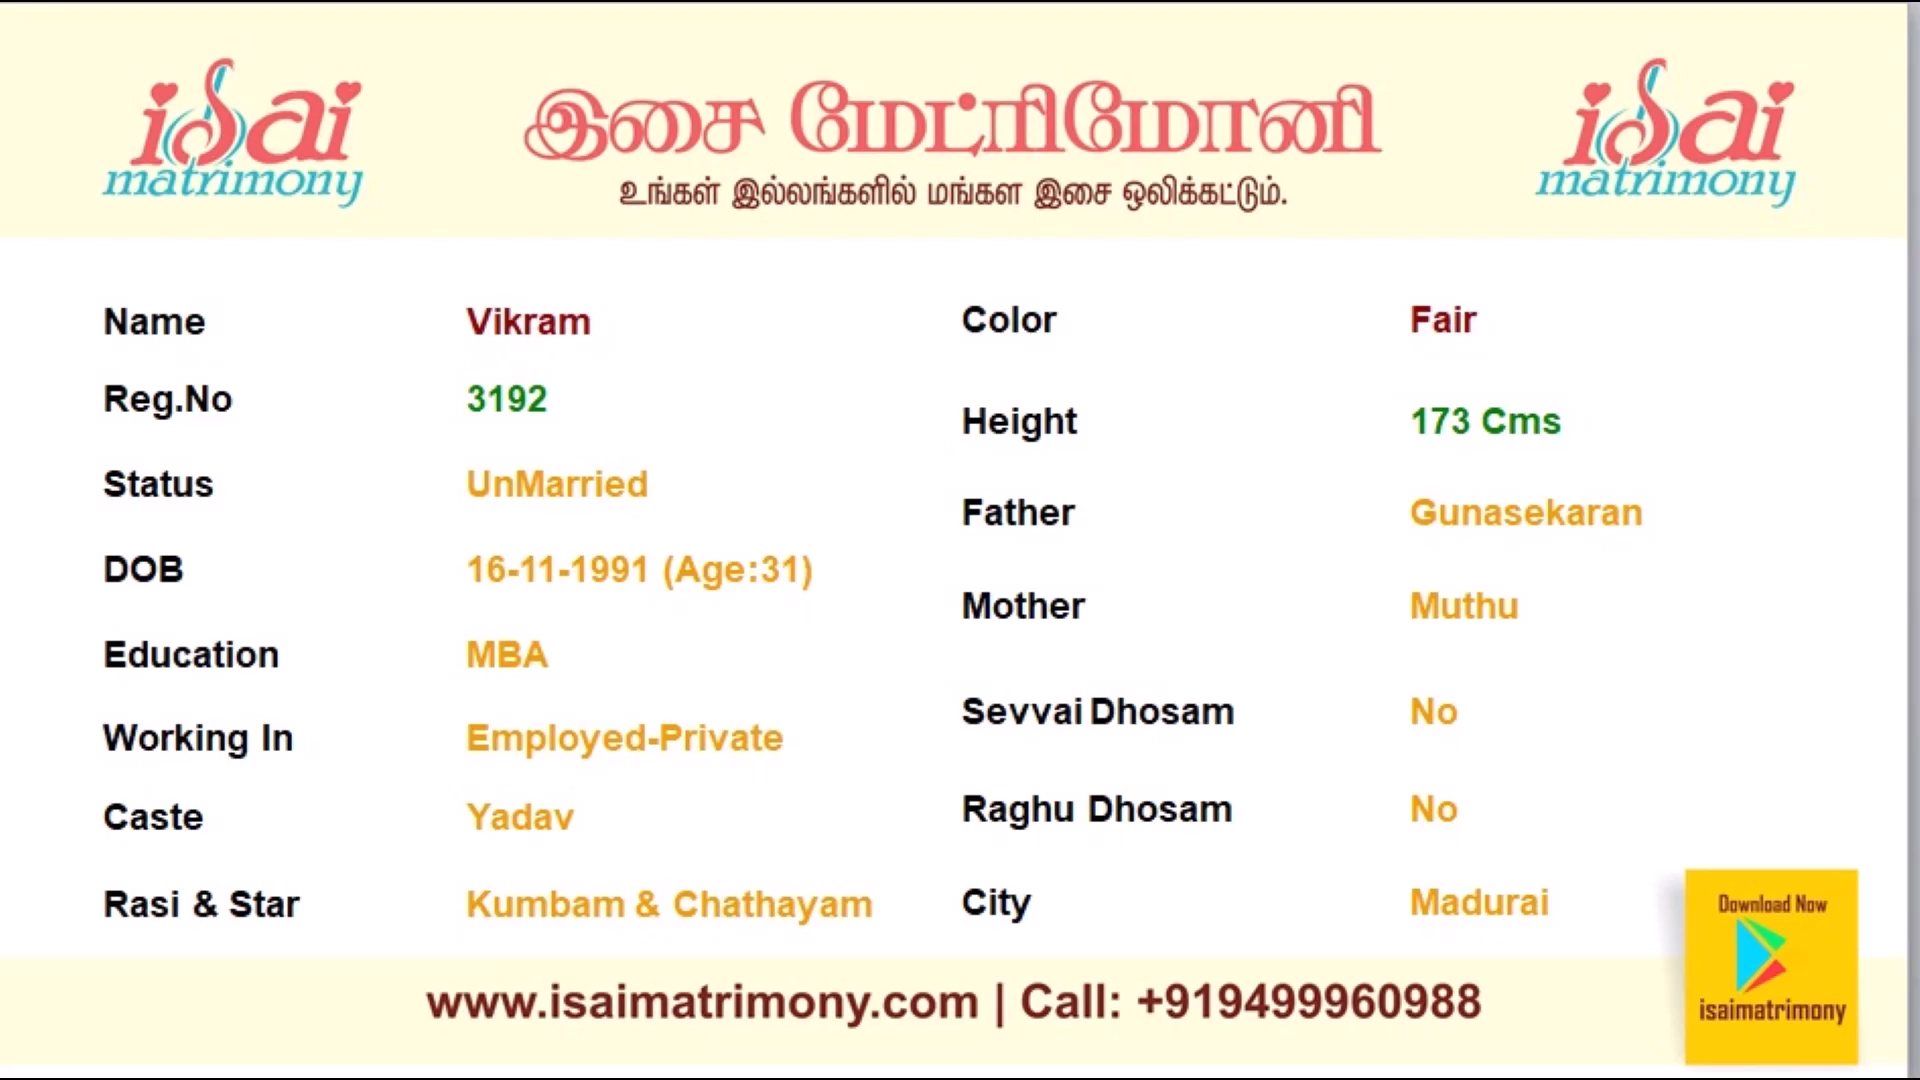 isai
matrimony
இசை மேட்ரிமோனி
உங்கள் இல்லங்களில் மங்கள இசை ஒலிக்கட்டும்.
isai
matrimony
Name Vikram
Reg.No 3192
Status UnMarried
DOB 16-11-1991 (Age:31)
Education MBA
Working In Employed-Private
Caste Yadav
Rasi & Star Kumbam & Chathayam
Color Fair
Height 173 Cms
Father Gunasekaran
Mother Muthu
Sevvai Dhosam No
Raghu Dhosam No
City Madurai
Download Now
isaimatrimony
www.isaimatrimony.com | Call: +919499960988